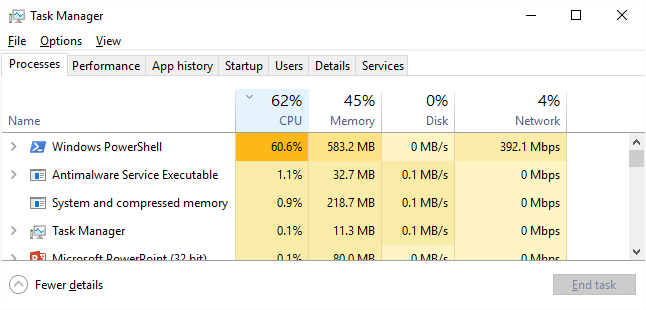 Task Manager
File Options View
Processes Performance App history Startup Users Details Services
62% 45% 0% 4%
Name CPU Memory Disk Network
Windows PowerShell 60.6% 583.2 MB 0 MB/s 392.1 Mbps
Antimalware Service Executable 1.1% 32.7 MB 0.1 MB/s 0 Mbps
System and compressed memory 0.9% 218.7 MB 0.1 MB/s 0 Mbps
Task Manager 0.1% 11.3 MB 0.1 MB/s 0 Mbps
Microsoft PowerPoint (32 bit) 0.1% 80.0 MB 0 MB/s 0 Mbps
Fewer details End task